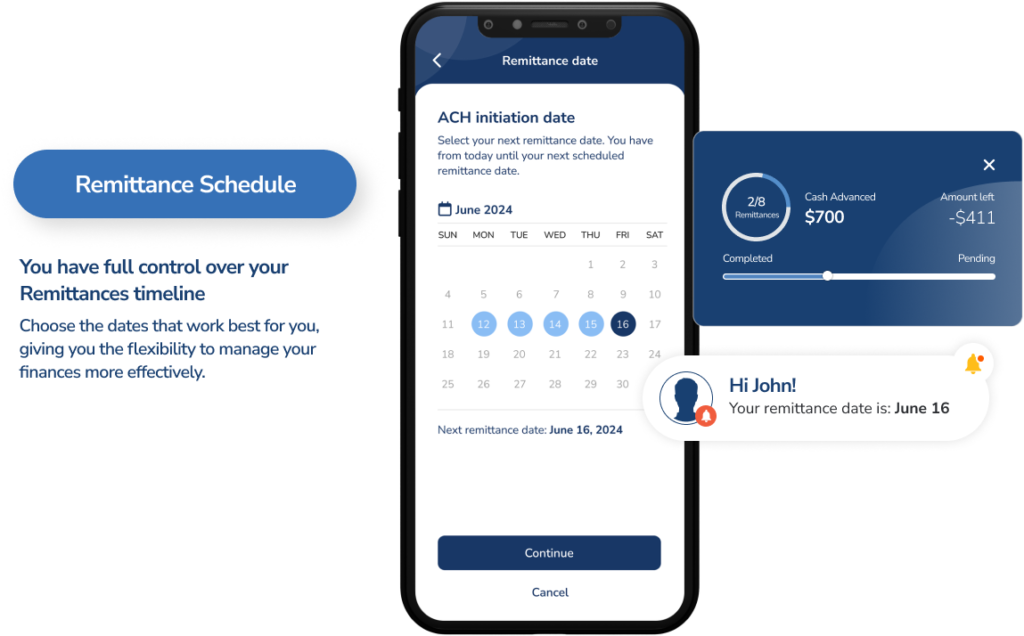 Remittance Schedule
You have full control over your
Remittances timeline
Choose the dates that work best for you,
giving you the flexibility to manage your
finances more effectively.
Remittance date
ACH initiation date
Select your next remittance date. You have
from today until your next scheduled
remittance date.
June 2024
SUN MON TUE WED THU FRI SAT
1 2 3
4 5 6 7 8 9 10
11 12 13 14 15 16 17
18 19 20 21 22 23 24
25 26 27 28 29 30
Next remittance date: June 16, 2024
Continue
Cancel
2/8
Remittances
Cash Advanced
$700
Amount left
-$411
Completed
Pending
Hi John!
Your remittance date is: June 16